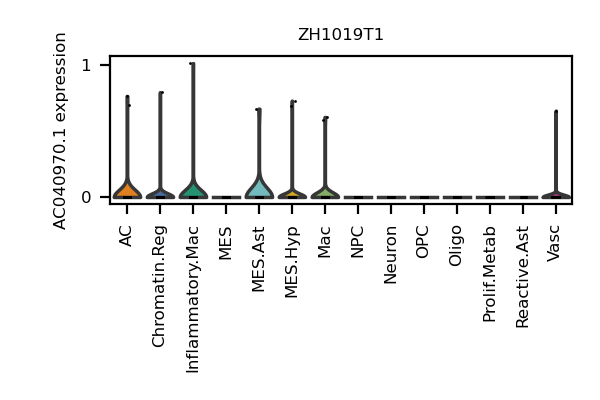 ZH1019T1
AC040970.1 expression
1
0
AC
Chromatin.Reg
Inflammatory.Mac
MES
MES.Ast
MES.Hyp
Mac
NPC
Neuron
OPC
Oligo
Prolif.Metab
Reactive.Ast
Vasc